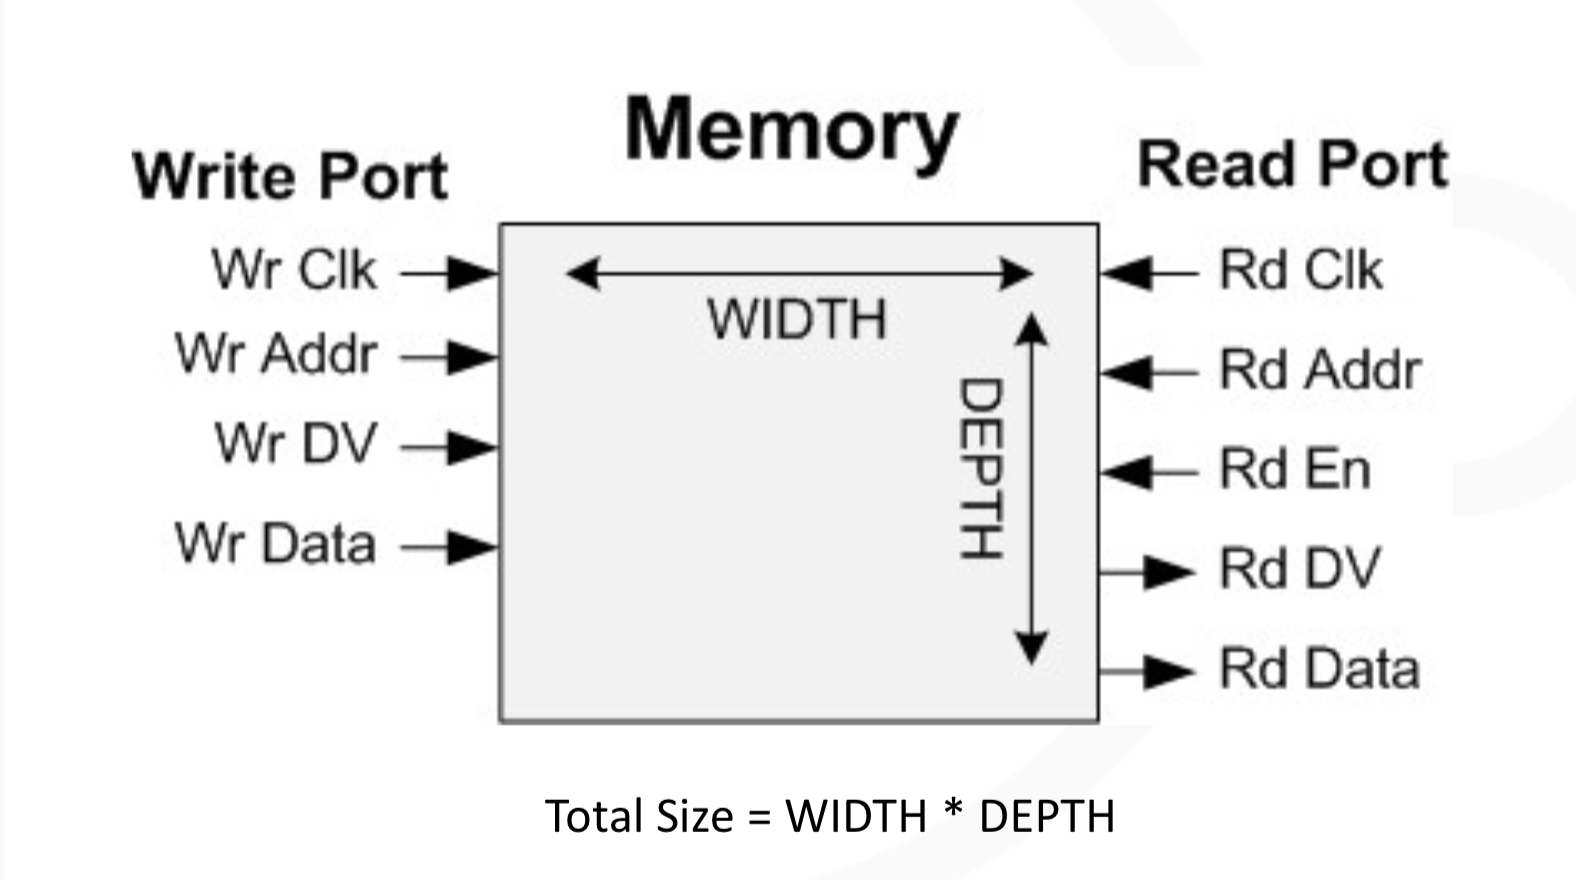 Memory
Write Port
Read Port
Wr Clk
Wr Addr
Wr DV
Wr Data
WIDTH
DEPTH
Rd Clk
Rd Addr
Rd En
Rd DV
Rd Data
Total Size = WIDTH * DEPTH